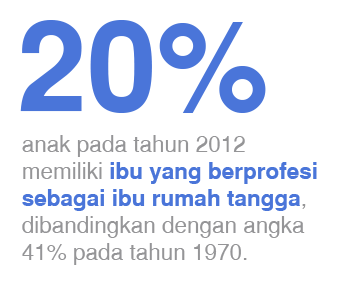 20%
anak pada tahun 2012
memiliki ibu yang berprofesi
sebagai ibu rumah tangga,
dibandingkan dengan angka
41% pada tahun 1970.